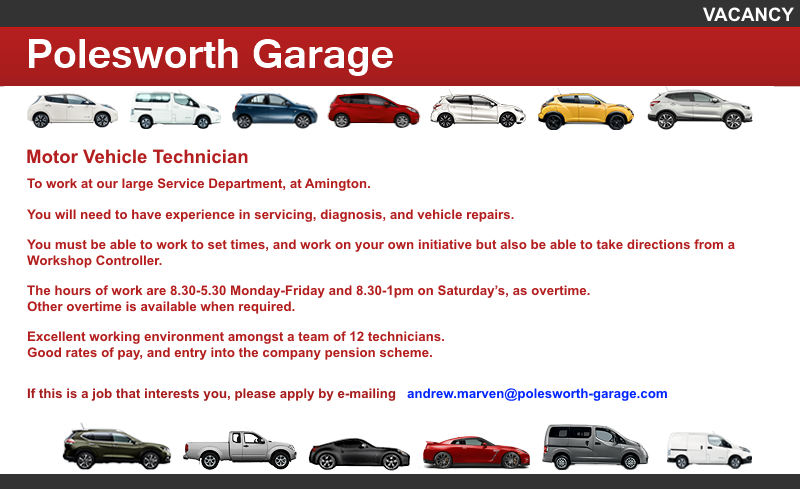 VACANCY
Polesworth Garage
Motor Vehicle Technician
To work at our large Service Department, at Amington.
You will need to have experience in servicing, diagnosis, and vehicle repairs.
You must be able to work to set times, and work on your own initiative but also be able to take directions from a
Workshop Controller.
The hours of work are 8.30-5.30 Monday-Friday and 8.30-1pm on Saturday's, as overtime.
Other overtime is available when required.
Excellent working environment amongst a team of 12 technicians.
Good rates of pay, and entry into the company pension scheme.
If this is a job that interests you, please apply by e-mailing andrew.marven@polesworth-garage.com